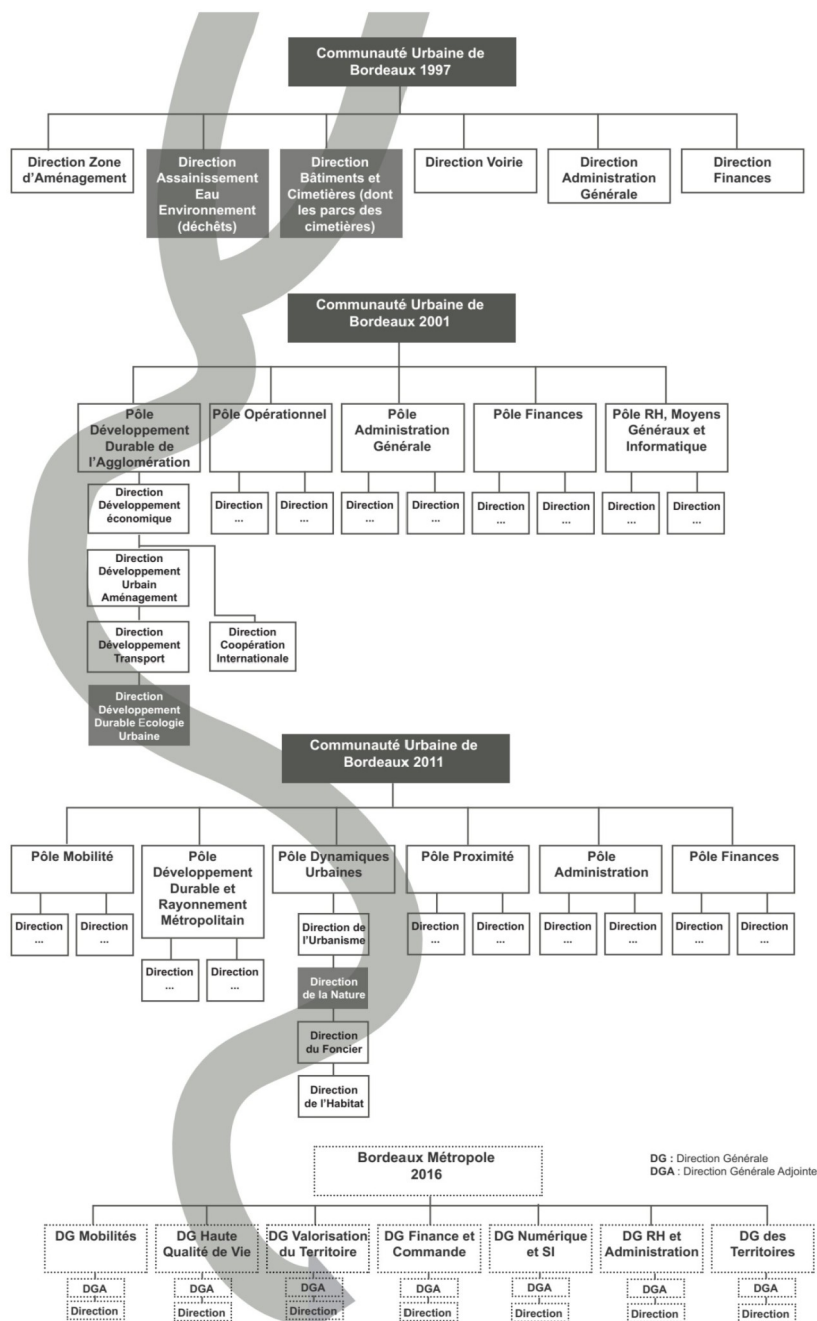 Communauté Urbaine de
Bordeaux 1997
Direction Zone
d’Aménagement
Direction
Assainissement
Eau
Environnement
(déchêts)
Direction
Bâtiments et
Cimetières (dont
les parcs des
cimetières)
Direction Voirie
Direction
Administration
Générale
Direction
Finances
Communauté Urbaine de
Bordeaux 2001
Pôle
Développement
Durable de
l’Agglomération
Pôle Opérationnel
Pôle
Administration
Générale
Pôle Finances
Pôle RH, Moyens
Généraux et
Informatique
Direction
Développement
économique
Direction
...
Direction
...
Direction
...
Direction
...
Direction
...
Direction
...
Direction
...
Direction
...
Direction
Développement
Urbain
Aménagement
Direction
Développement
Transport
Direction
Coopération
Internationale
Direction
Développement
Durable Ecologie
Urbaine
Communauté Urbaine de
Bordeaux 2011
Pôle Mobilité
Pôle
Développement
Durable et
Rayonnement
Métropolitain
Pôle Dynamiques
Urbaines
Pôle Proximité
Pôle
Administration
Pôle Finances
Direction
...
Direction
...
Direction
...
Direction
...
Direction de
l’Urbanisme
Direction
de la Nature
Direction
du Foncier
Direction
de l’Habitat
Direction
...
Direction
...
Direction
...
Direction
...
Direction
...
Direction
...
Bordeaux Métropole
2016
DG : Direction Générale
DGA : Direction Générale Adjointe
DG Mobilités
DG Haute
Qualité de Vie
DG Valorisation
du Territoire
DG Finance et
Commande
DG Numérique
et SI
DG RH et
Administration
DG des
Territoires
DGA
Direction
DGA
Direction
DGA
Direction
DGA
Direction
DGA
Direction
DGA
Direction
DGA
Direction